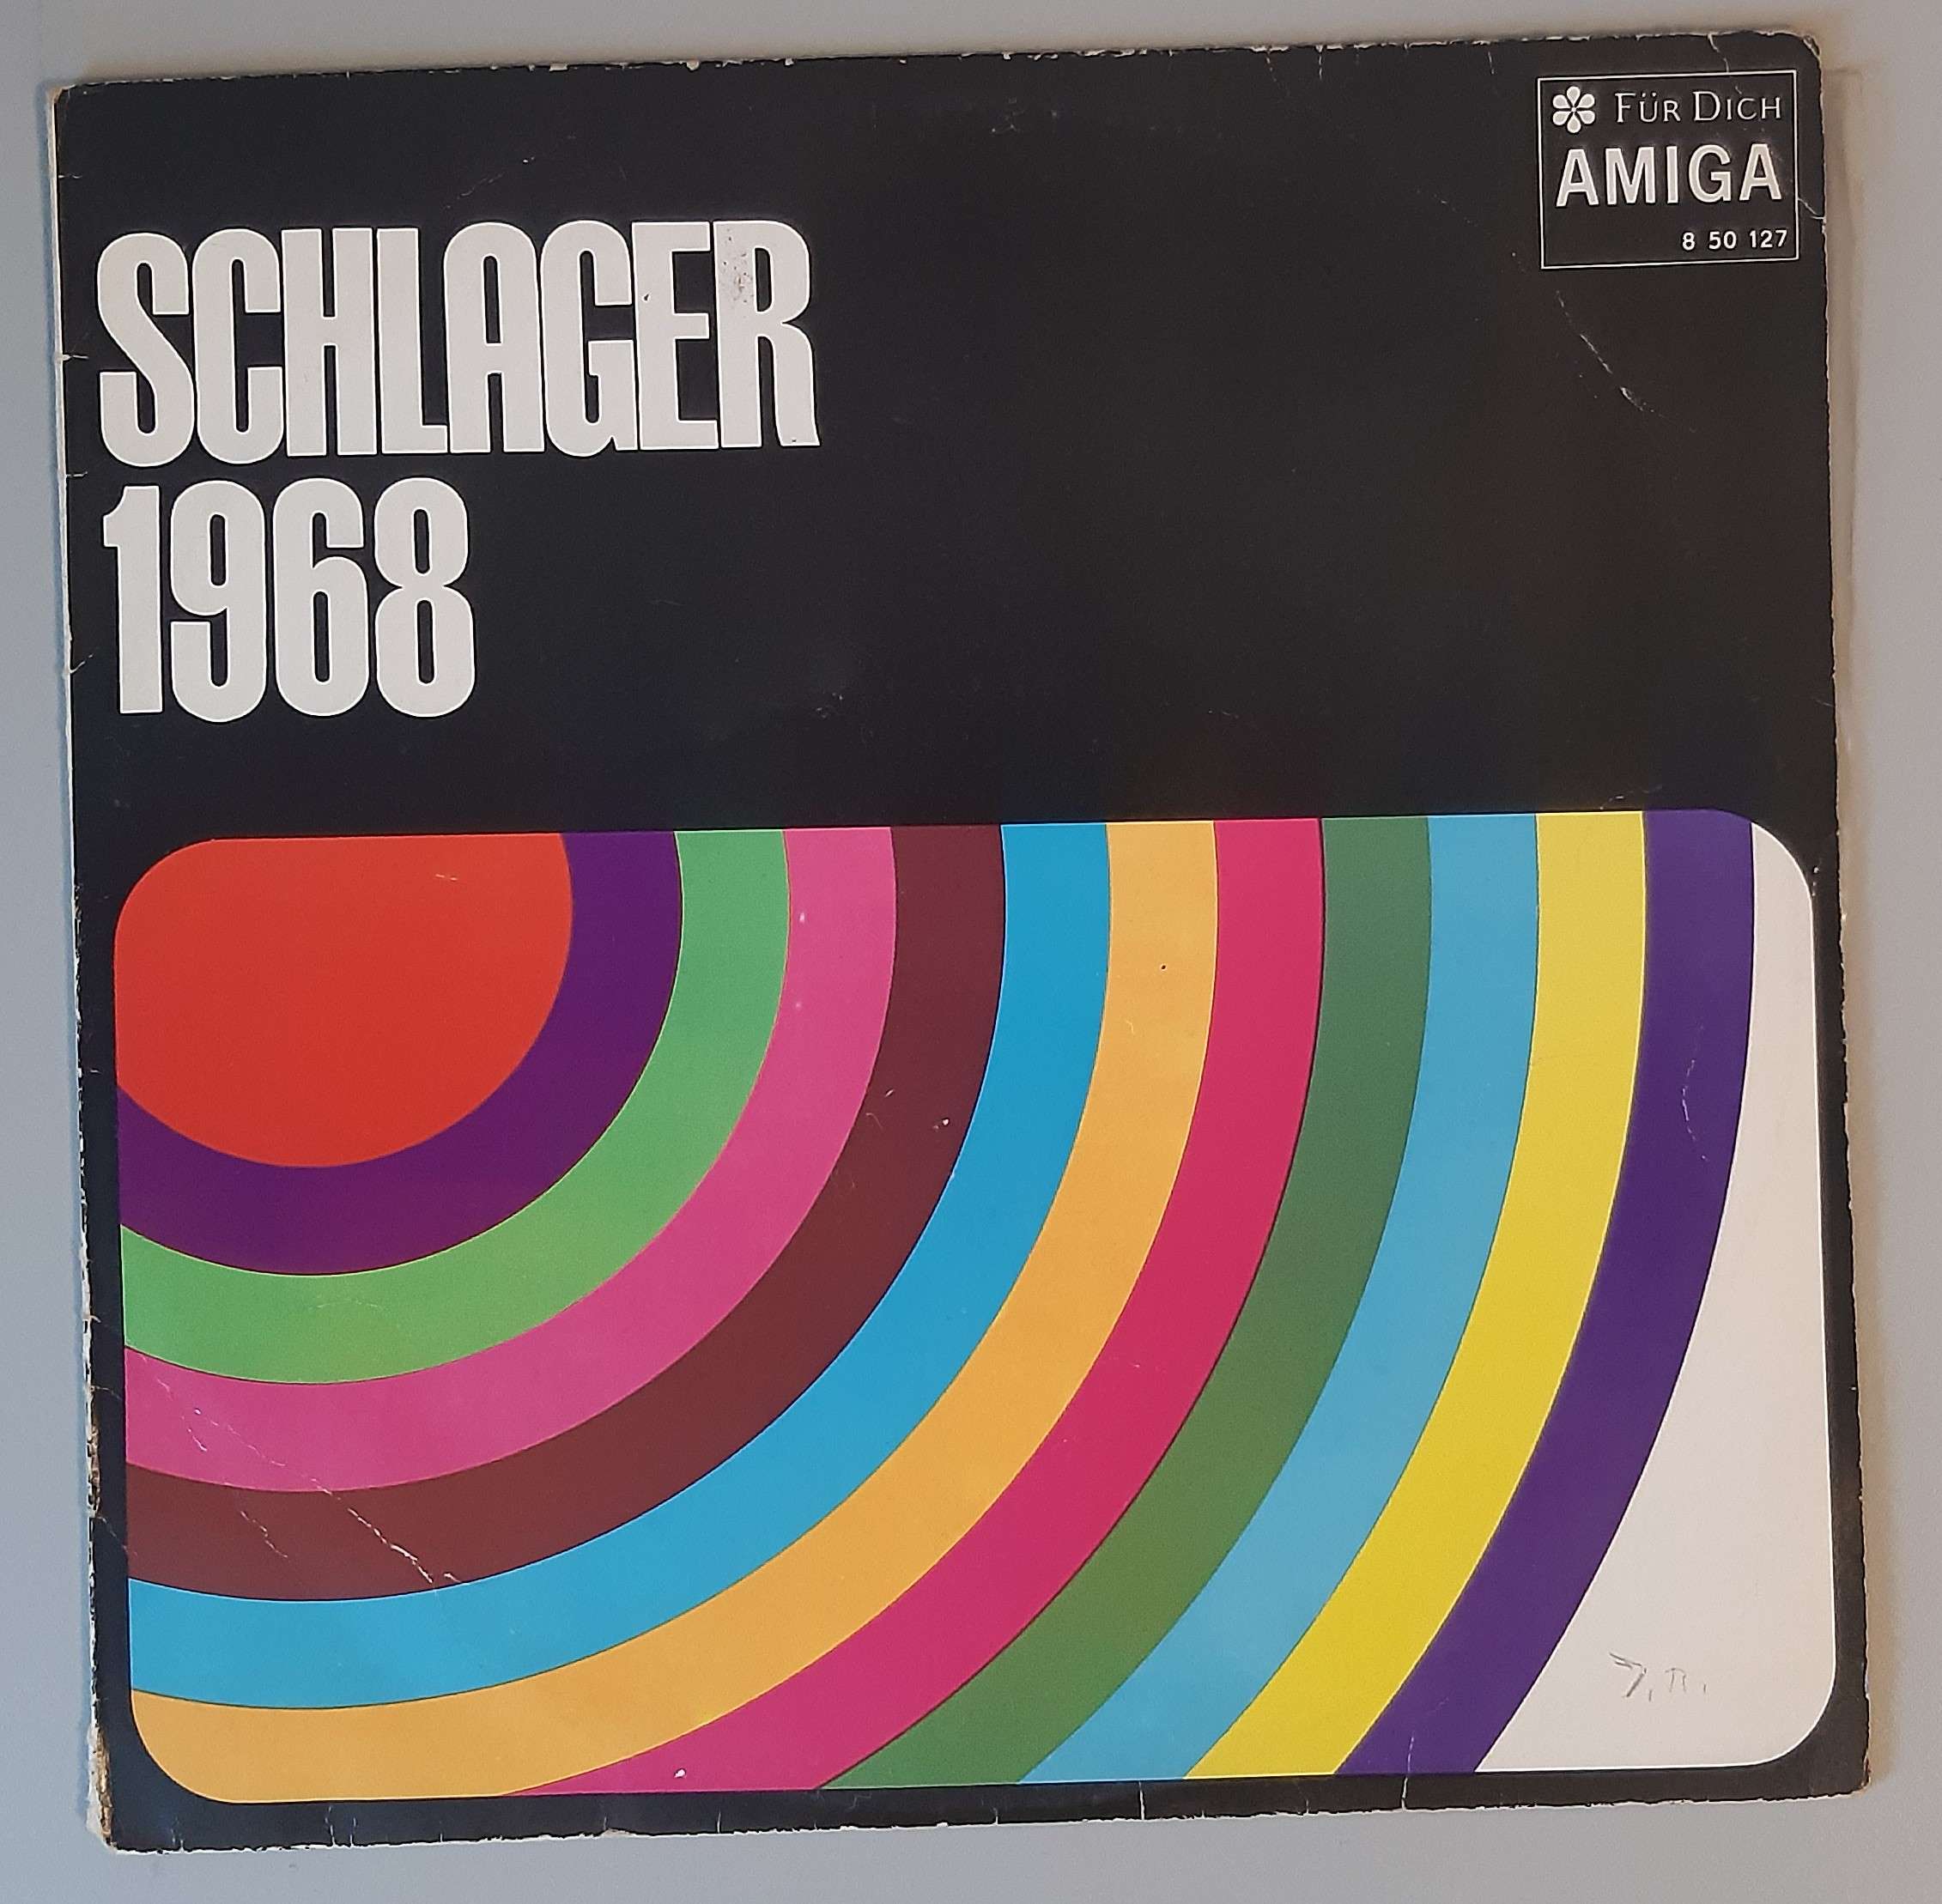 FÜR DICH
AMIGA
8 50 127
SCHLAGER
1968